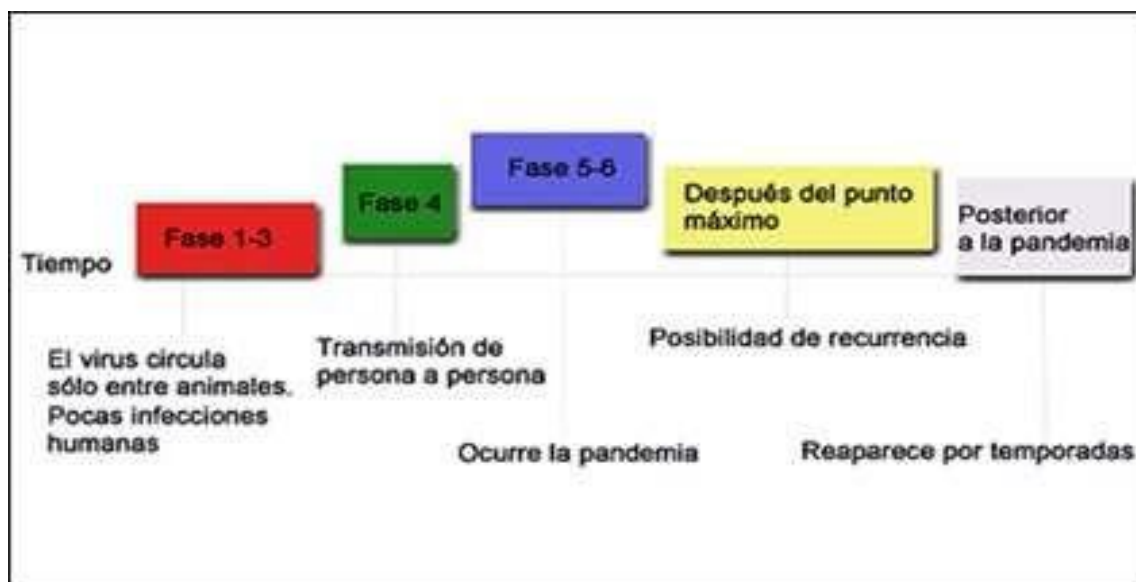 Tiempo
Fase 1-3
Fase 4
Fase 5-6
Después del punto
máximo
Posterior
a la pandemia
El virus circula
sólo entre animales.
Pocas infecciones
humanas
Transmisión de
persona a persona
Ocurre la pandemia
Posibilidad de recurrencia
Reaparece por temporadas